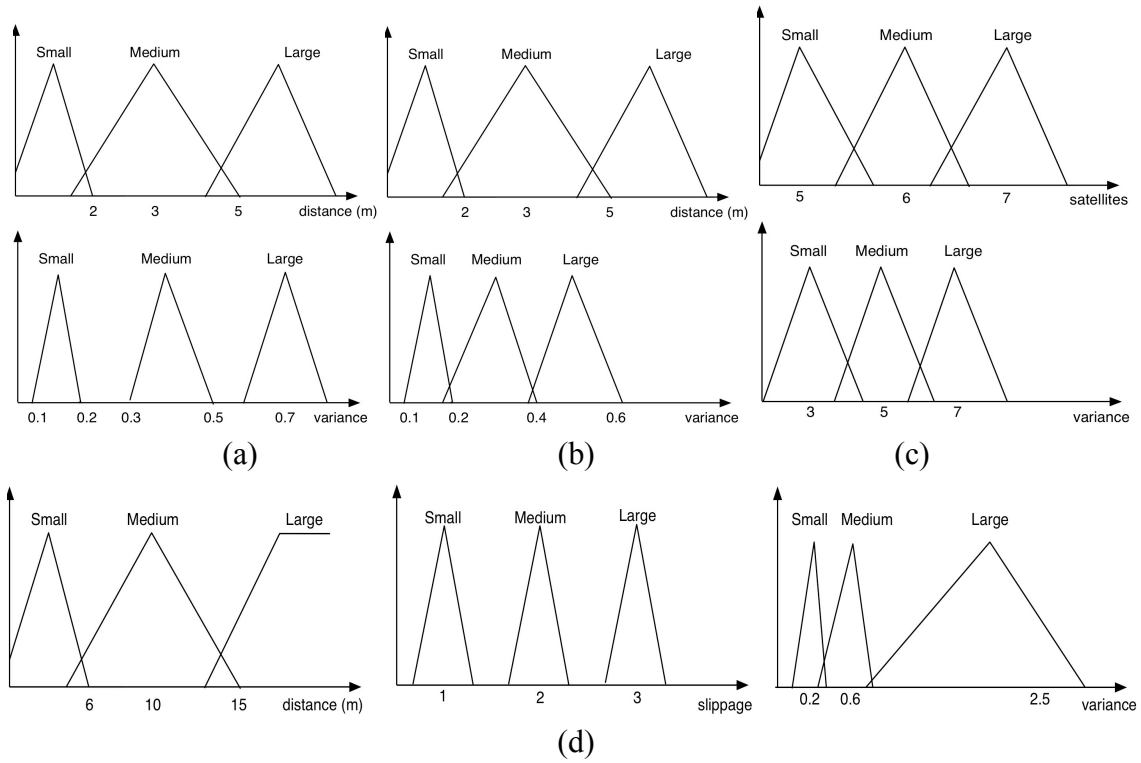 Small Medium Large
2 3 5 distance (m)
Small Medium Large
0.1 0.2 0.3 0.5 0.7 variance
(a)
Small Medium Large
2 3 5 distance (m)
Small Medium Large
0.1 0.2 0.4 0.6 variance
(b)
Small Medium Large
5 6 7 satellites
Small Medium Large
3 5 7 variance
(c)
Small Medium Large
6 10 15 distance (m)
Small Medium Large
1 2 3 slippage
Small Medium Large
0.2 0.6 2.5 variance
(d)